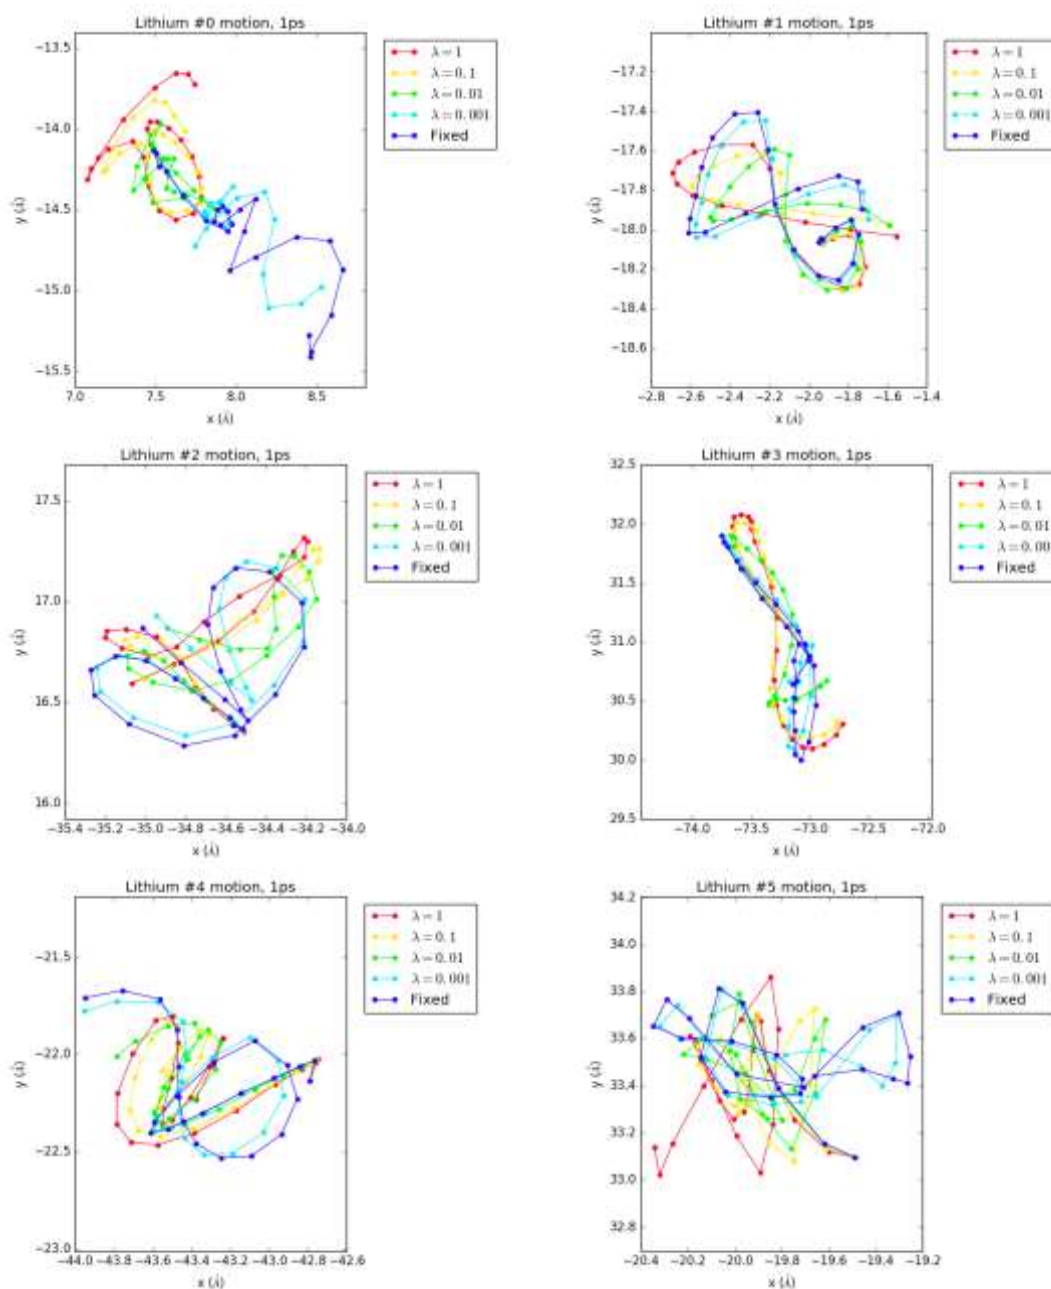 Lithium #0 motion, 1ps
−13.5
−14.0
−14.5
−15.0
−15.5
y (Å)
7.0 7.5 8.0 8.5
x (Å)
λ = 1
λ = 0.1
λ = 0.01
λ = 0.001
Fixed
Lithium #1 motion, 1ps
−17.2
−17.4
−17.6
−17.8
−18.0
−18.2
−18.4
−18.6
y (Å)
−2.8 −2.6 −2.4 −2.2 −2.0 −1.8 −1.6 −1.4
x (Å)
λ = 1
λ = 0.1
λ = 0.01
λ = 0.001
Fixed
Lithium #2 motion, 1ps
17.5
17.0
16.5
16.0
y (Å)
−35.4 −35.2 −35.0 −34.8 −34.6 −34.4 −34.2 −34.0
x (Å)
λ = 1
λ = 0.1
λ = 0.01
λ = 0.001
Fixed
Lithium #3 motion, 1ps
32.5
32.0
31.5
31.0
30.5
30.0
29.5
y (Å)
−74.0 −73.5 −73.0 −72.5 −72.0
x (Å)
λ = 1
λ = 0.1
λ = 0.01
λ = 0.001
Fixed
Lithium #4 motion, 1ps
−21.5
−22.0
−22.5
−23.0
y (Å)
−44.0 −43.8 −43.6 −43.4 −43.2 −43.0 −42.8 −42.6
x (Å)
λ = 1
λ = 0.1
λ = 0.01
λ = 0.001
Fixed
Lithium #5 motion, 1ps
34.2
34.0
33.8
33.6
33.4
33.2
33.0
32.8
y (Å)
−20.4 −20.2 −20.0 −19.8 −19.6 −19.4 −19.2
x (Å)
λ = 1
λ = 0.1
λ = 0.01
λ = 0.001
Fixed